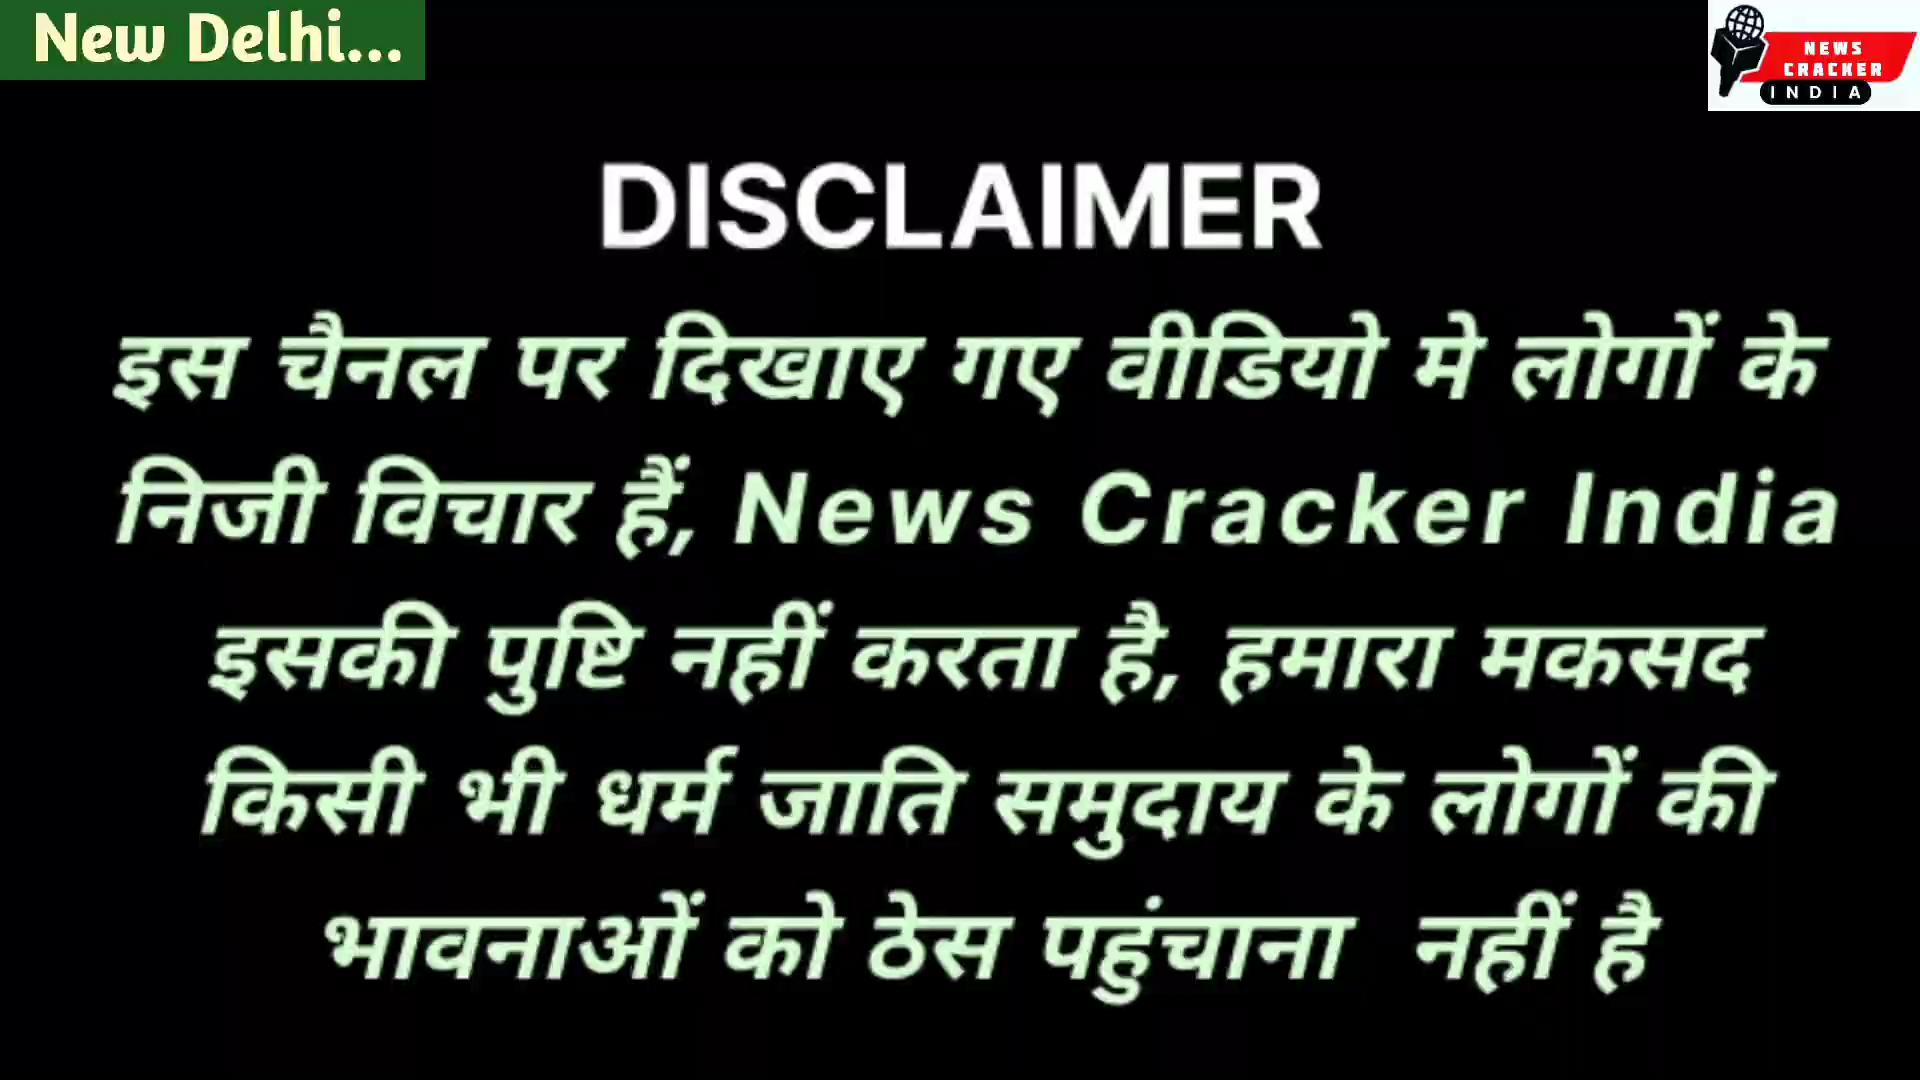 New Delhi...
NEWS
CRACKER
INDIA
DISCLAIMER
इस चैनल पर दिखाए गए वीडियो मे लोगों के
निजी विचार हैं, News Cracker India
इसकी पुष्टि नहीं करता है, हमारा मकसद
किसी भी धर्म जाति समुदाय के लोगों की
भावनाओं को ठेस पहुंचाना नहीं है